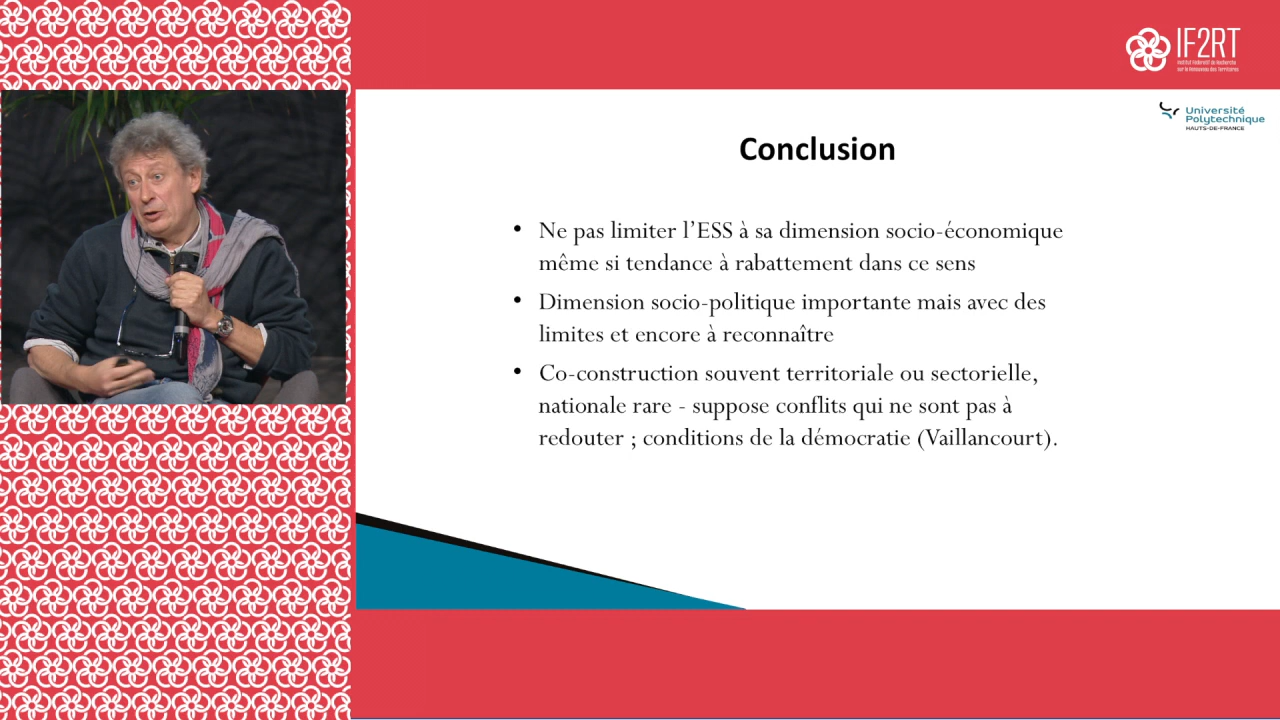 IF2RT
Institut Fédératif de Recherche
sur le Renouveau des Territoires
Université
Polytechnique
HAUTS-DE-FRANCE
Conclusion
• Ne pas limiter l’ESS à sa dimension socio-économique
même si tendance à rabattement dans ce sens
• Dimension socio-politique importante mais avec des
limites et encore à reconnaître
• Co-construction souvent territoriale ou sectorielle,
nationale rare - suppose conflits qui ne sont pas à
redouter ; conditions de la démocratie (Vaillancourt).